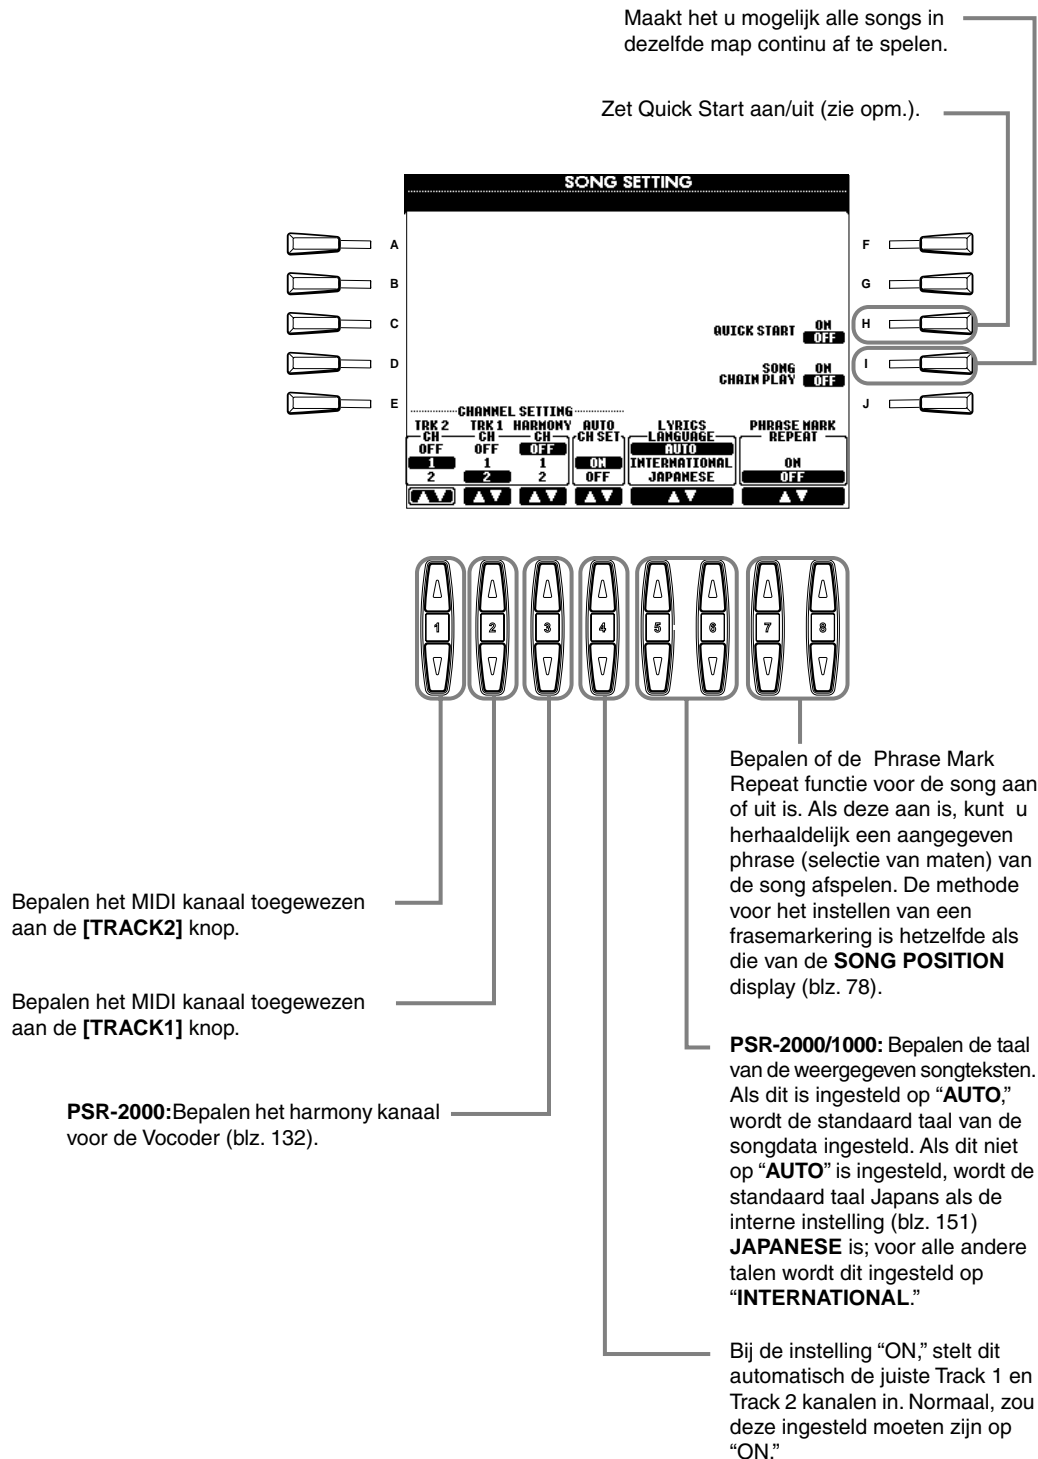 Maakt het u mogelijk alle songs in
dezelfde map continu af te spelen.
Zet Quick Start aan/uit (zie opm.).
SONG SETTING
A
B
C
D
E
F
G
H
I
J
QUICK START ON
OFF
SONG ON
CHAIN PLAY OFF
CHANNEL SETTING
TRK 2 TRK 1 HARMONY AUTO LYRICS PHRASE MARK
CH CH CH CH SET LANGUAGE REPEAT
OFF OFF OFF AUTO
1 1 1 ON INTERNATIONAL ON
2 2 2 OFF JAPANESE OFF
1 2 3 4 5 6 7 8
Bepalen of de Phrase Mark
Repeat functie voor de song aan
of uit is. Als deze aan is, kunt u
herhaaldelijk een aangegeven
phrase (selectie van maten) van
de song afspelen. De methode
voor het instellen van een
frasemarkering is hetzelfde als
die van de SONG POSITION
display (blz. 78).
Bepalen het MIDI kanaal toegewezen
aan de [TRACK2] knop.
Bepalen het MIDI kanaal toegewezen
aan de [TRACK1] knop.
PSR-2000:Bepalen het harmony kanaal
voor de Vocoder (blz. 132).
PSR-2000/1000: Bepalen de taal
van de weergegeven songteksten.
Als dit is ingesteld op “AUTO,”
wordt de standaard taal van de
songdata ingesteld. Als dit niet
op “AUTO” is ingesteld, wordt de
standaard taal Japans als de
interne instelling (blz. 151)
JAPANESE is; voor alle andere
talen wordt dit ingesteld op
“INTERNATIONAL.”
Bij de instelling “ON,” stelt dit
automatisch de juiste Track 1 en
Track 2 kanalen in. Normaal, zou
deze ingesteld moeten zijn op
“ON.”